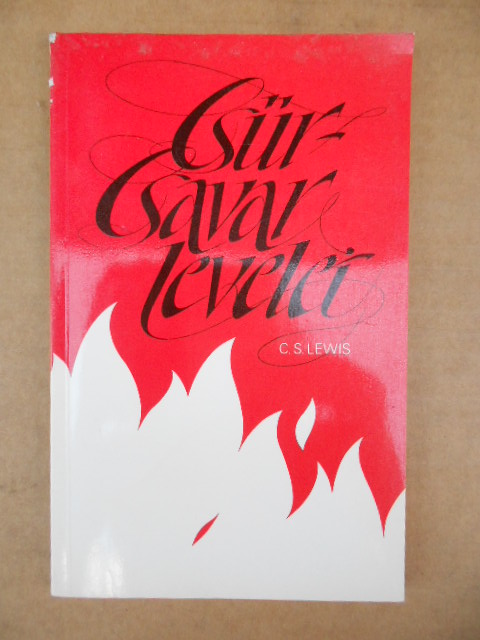 Csür-
Csavar
levelei
C. S. LEWIS